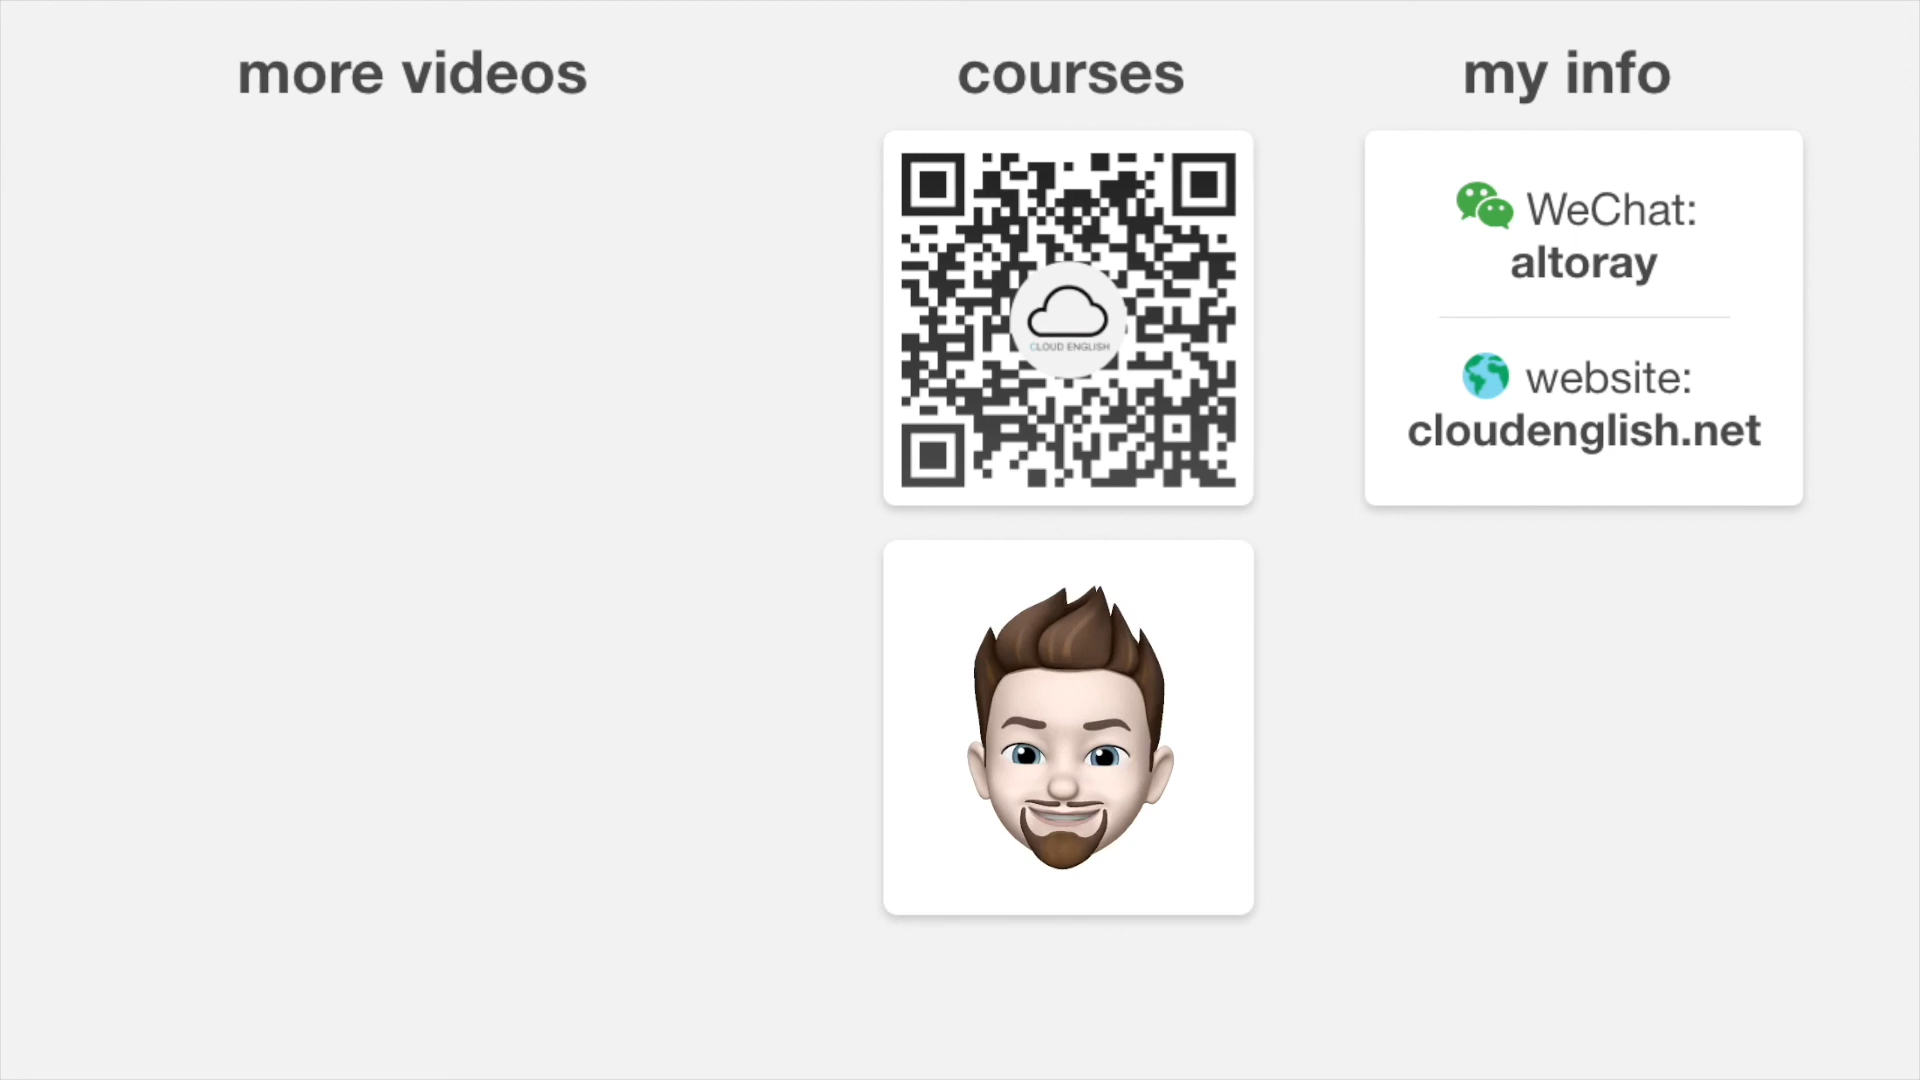 more videos
courses
CLOUD ENGLISH
my info
WeChat:
altoray
website:
cloudenglish.net